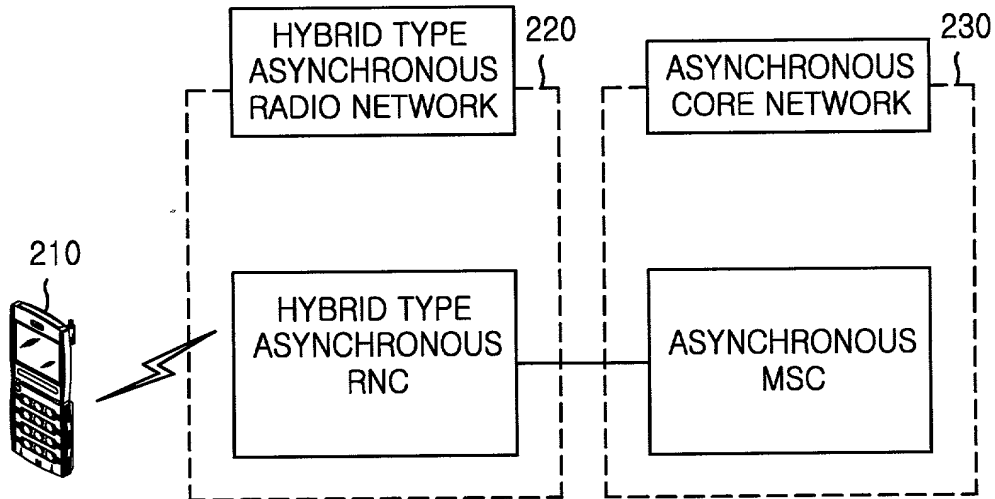 HYBRID TYPE
ASYNCHRONOUS
RADIO NETWORK
220
ASYNCHRONOUS
CORE NETWORK
230
210
HYBRID TYPE
ASYNCHRONOUS
RNC
ASYNCHRONOUS
MSC